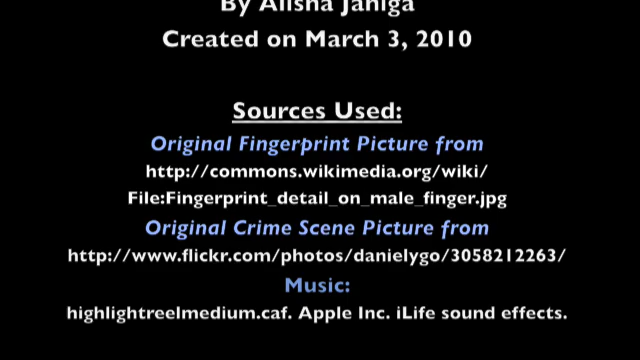 By Alisha Janiga
Created on March 3, 2010
Sources Used:
Original Fingerprint Picture from
http://commons.wikimedia.org/wiki/
File:Fingerprint_detail_on_male_finger.jpg
Original Crime Scene Picture from
http://www.flickr.com/photos/danielygo/3058212263/
Music:
highlightreelmedium.caf. Apple Inc. iLife sound effects.